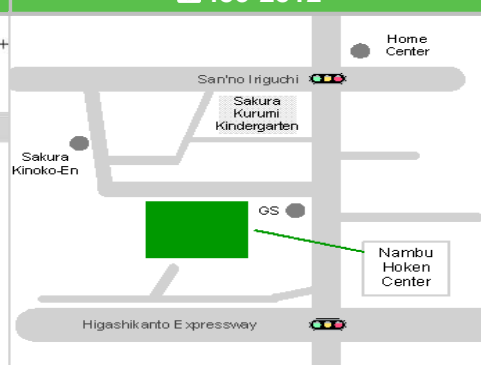 Home
Center
San'no Iriguchi
Sakura
Kurumi
Kindergarten
Sakura
Kinoko-En
GS
Nambu
Hoken
Center
Higashikanto Expressway